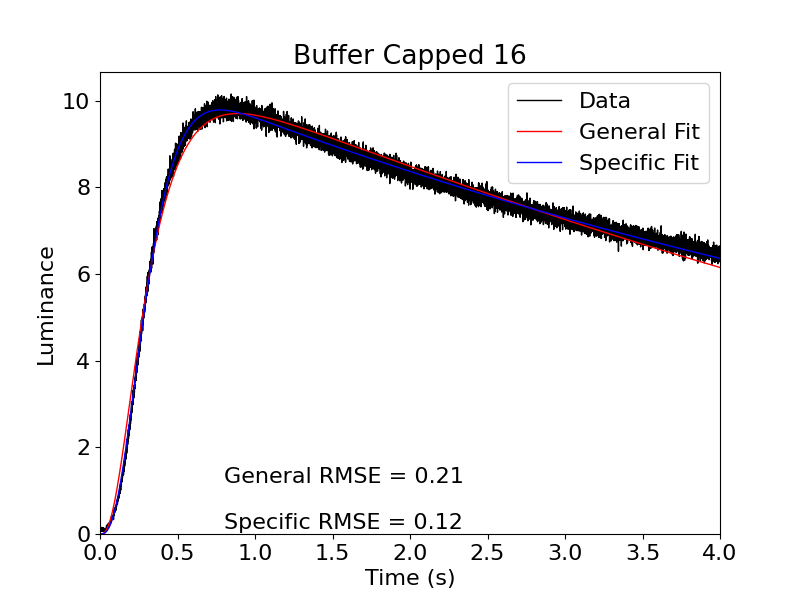 Buffer Capped 16
Data
General Fit
Specific Fit
10
8
6
4
2
0
Luminance
General RMSE = 0.21
Specific RMSE = 0.12
0.0 0.5 1.0 1.5 2.0 2.5 3.0 3.5 4.0
Time (s)